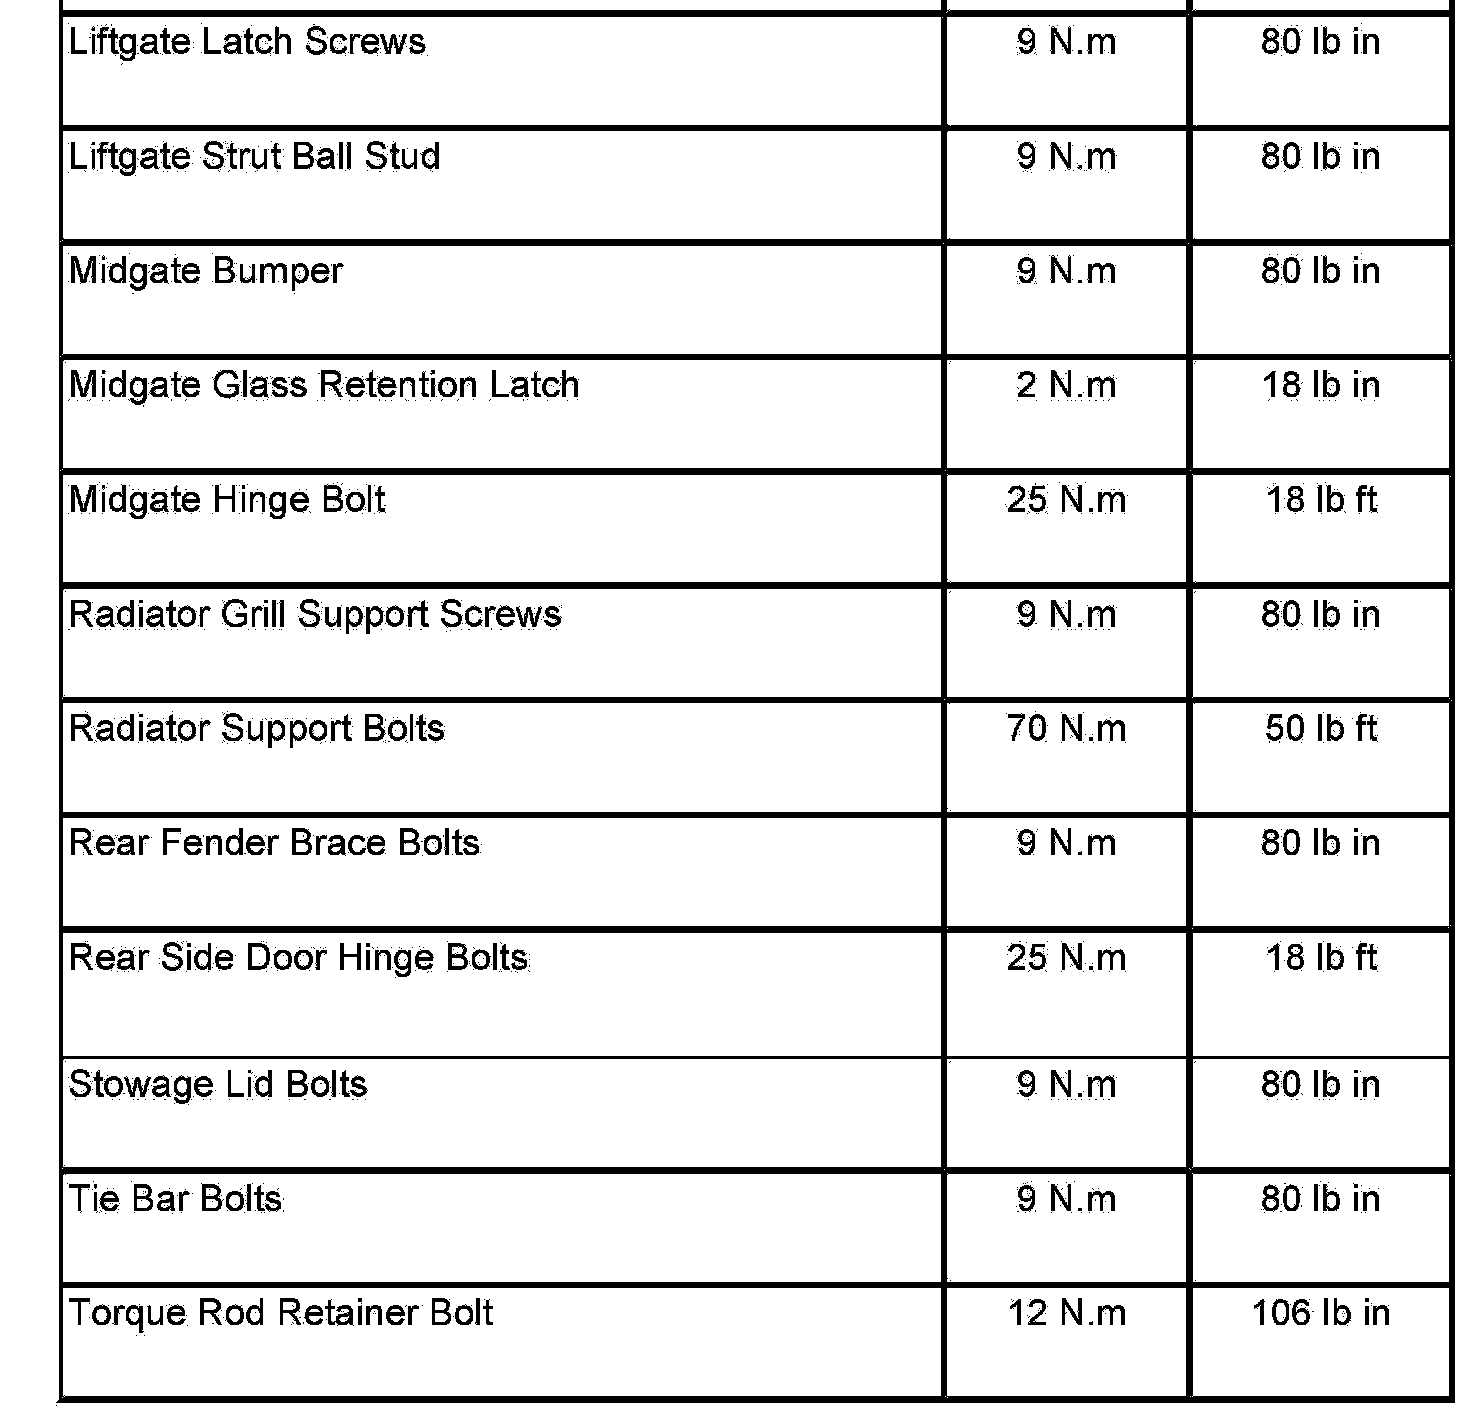 Liftgate Latch Screws 9 N.m 80 lb in
Liftgate Strut Ball Stud 9 N.m 80 lb in
Midgate Bumper 9 N.m 80 lb in
Midgate Glass Retention Latch 2 N.m 18 lb in
Midgate Hinge Bolt 25 N.m 18 lb ft
Radiator Grill Support Screws 9 N.m 80 lb in
Radiator Support Bolts 70 N.m 50 lb ft
Rear Fender Brace Bolts 9 N.m 80 lb in
Rear Side Door Hinge Bolts 25 N.m 18 lb ft
Stowage Lid Bolts 9 N.m 80 lb in
Tie Bar Bolts 9 N.m 80 lb in
Torque Rod Retainer Bolt 12 N.m 106 lb in